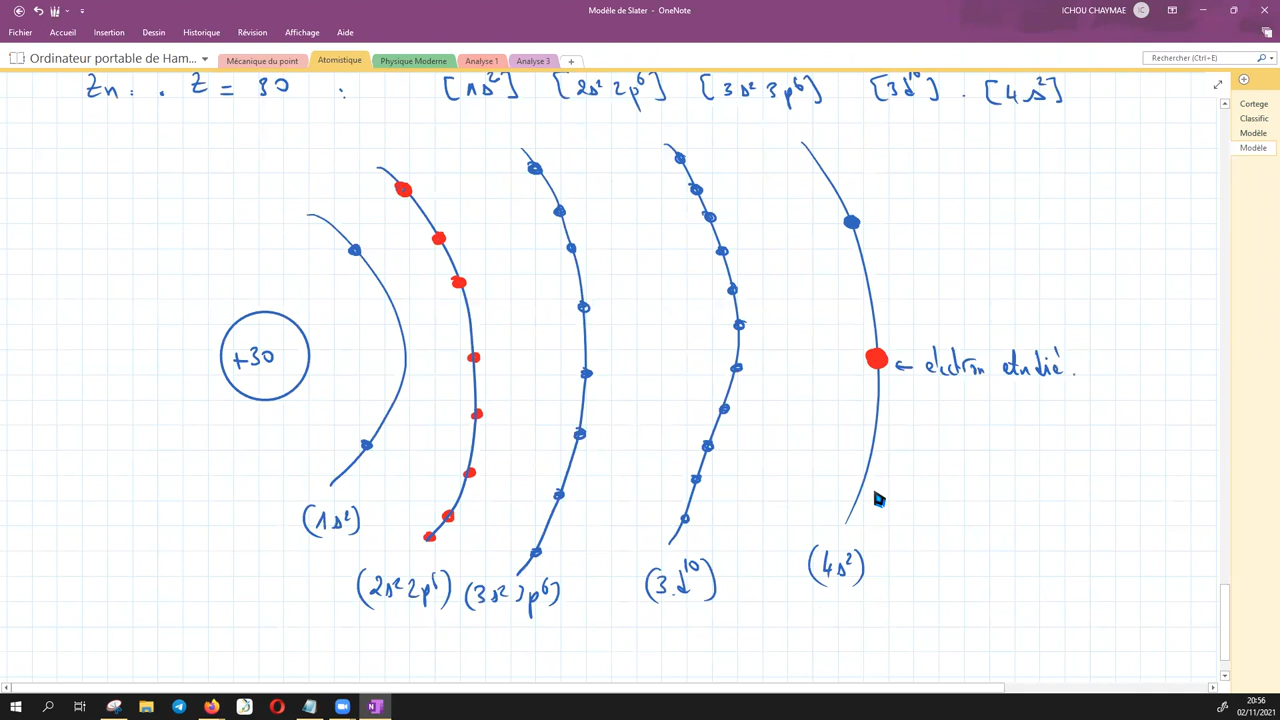 Modèle de Slater - OneNote
ICHOU CHAYMAE IC
Fichier Accueil Insertion Dessin Historique Révision Affichage Aide
Ordinateur portable de Ham... Mécanique du point Atomistique Physique Moderne Analyse 1 Analyse 3 +
Rechercher (Ctrl+E)
Cortege
Classific
Modèle
Modèle
Zn : . Z = 30 : [1s²] [2s² 2p⁶] [3s² 3p⁶] [3d¹⁰] . [4s²]
+30
← electron etudié .
(1s²)
(2s² 2p⁶) (3s² 3p⁶) (3d¹⁰) (4s²)
20:56
02/11/2021